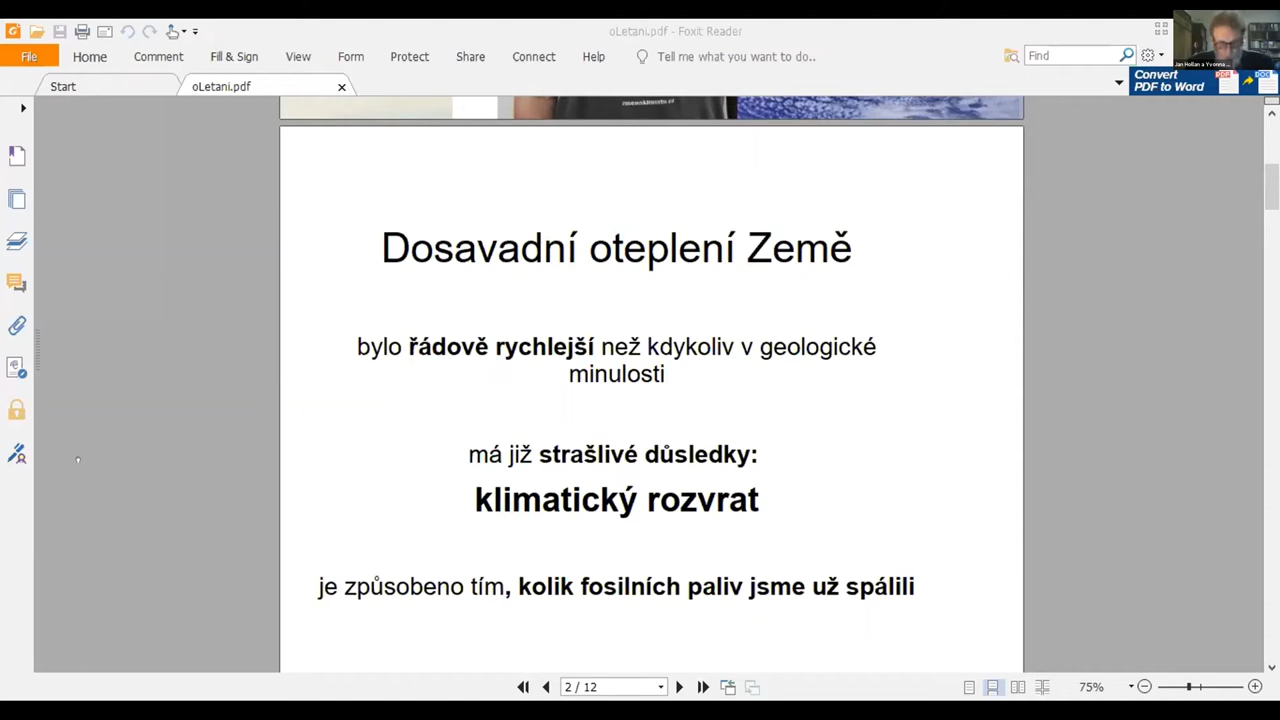 oLetani.pdf - Foxit Reader
File Home Comment Fill & Sign View Form Protect Share Connect Help Tell me what you want to do.. Find
Jan Hollan a Yvonna ...
Start oLetani.pdf
Convert
PDF to Word
Dosavadní oteplení Země
bylo řádově rychlejší než kdykoliv v geologické
minulosti
má již strašlivé důsledky:
klimatický rozvrat
je způsobeno tím, kolik fosilních paliv jsme už spálili
2 / 12 75%